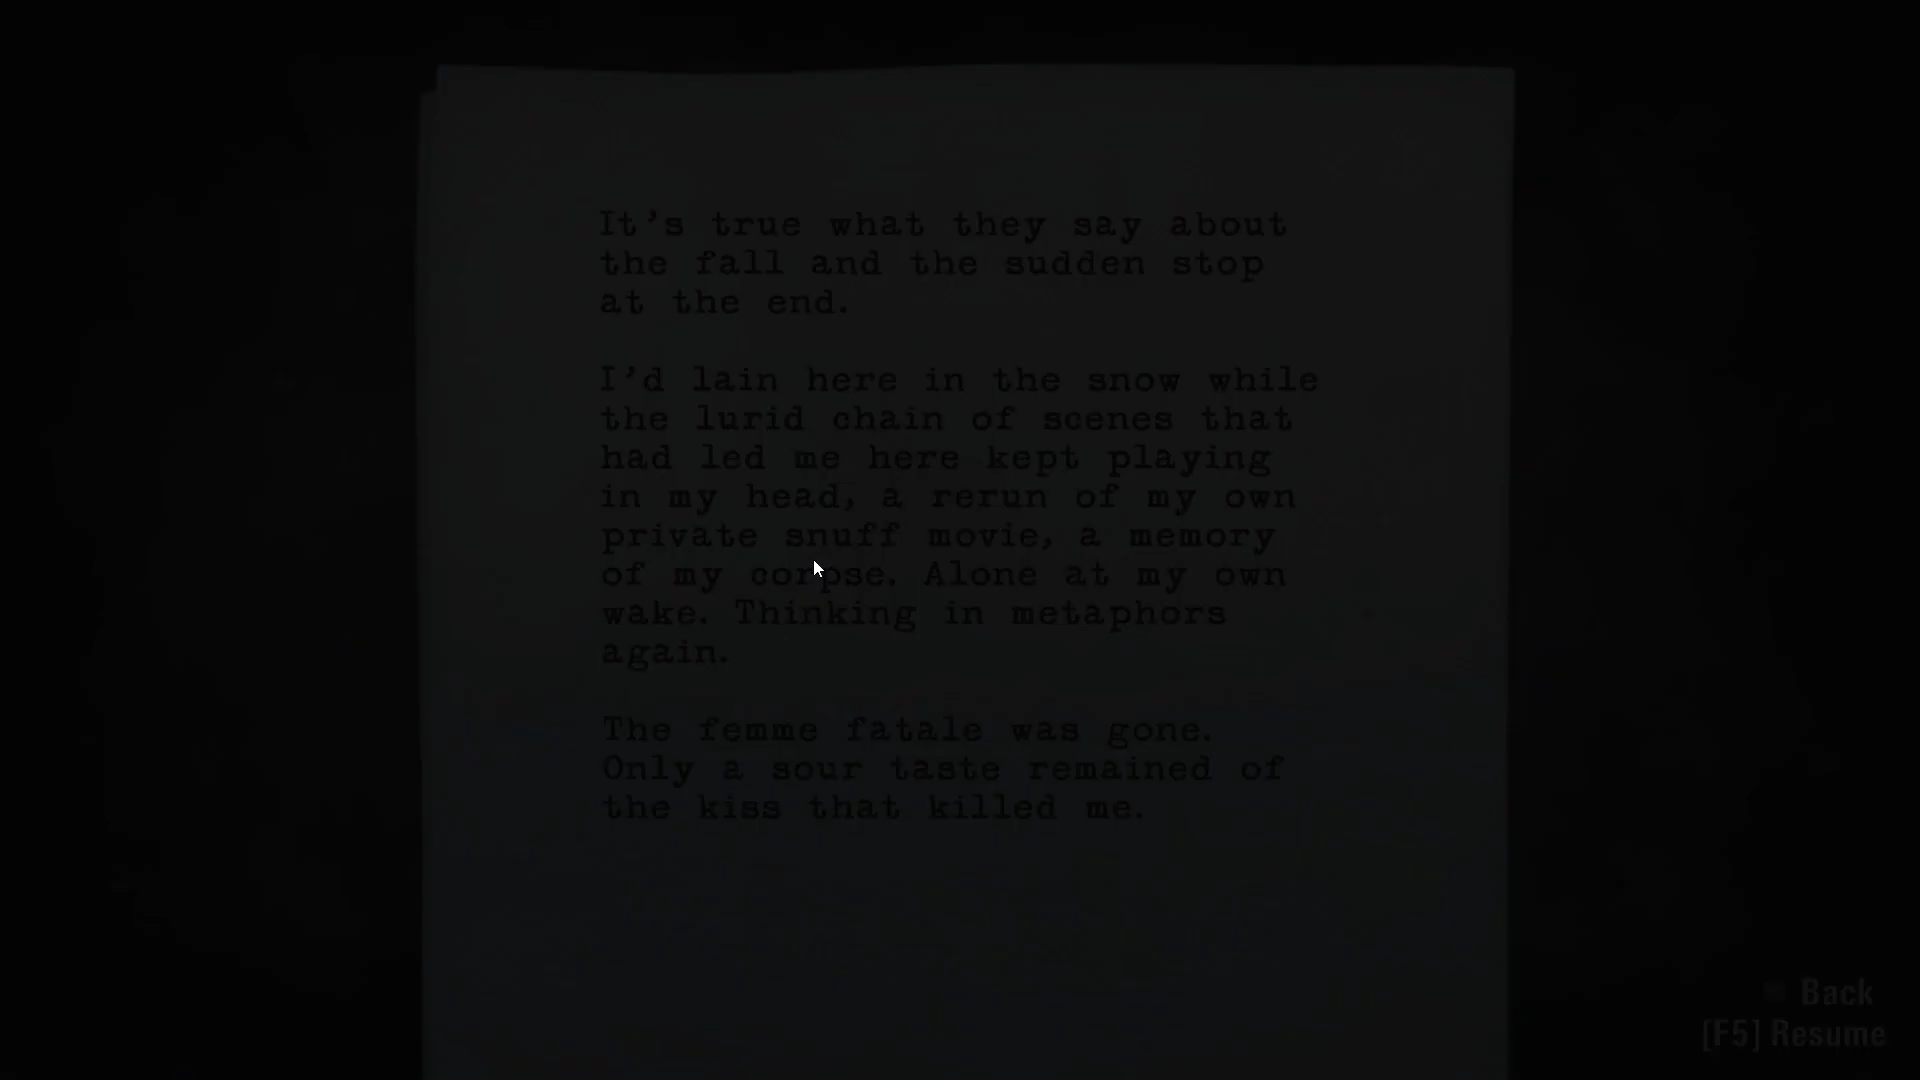 It's true what they say about
the fall and the sudden stop
at the end.
I'd lain here in the snow while
the lurid chain of scenes that
had led me here kept playing
in my head, a rerun of my own
private snuff movie, a memory
of my corpse. Alone at my own
wake. Thinking in metaphors
again.
The femme fatale was gone.
Only a sour taste remained of
the kiss that killed me.
Back
[F5] Resume